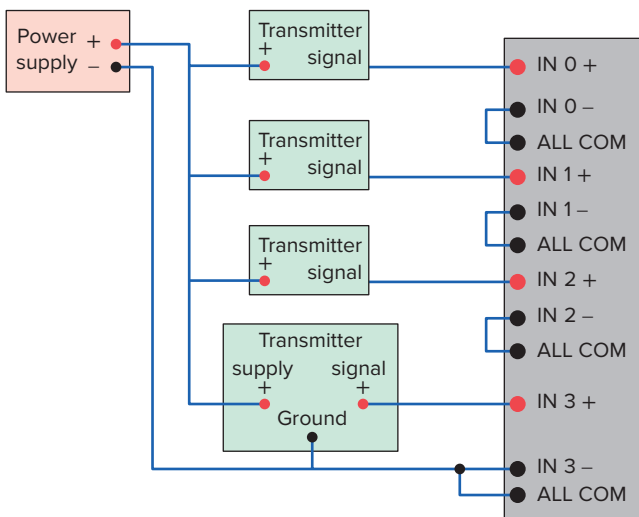 Power +
supply –
Transmitter
+ signal
Transmitter
+ signal
Transmitter
+ signal
Transmitter
supply signal
+ +
Ground
IN 0 +
IN 0 –
ALL COM
IN 1 +
IN 1 –
ALL COM
IN 2 +
IN 2 –
ALL COM
IN 3 +
IN 3 –
ALL COM